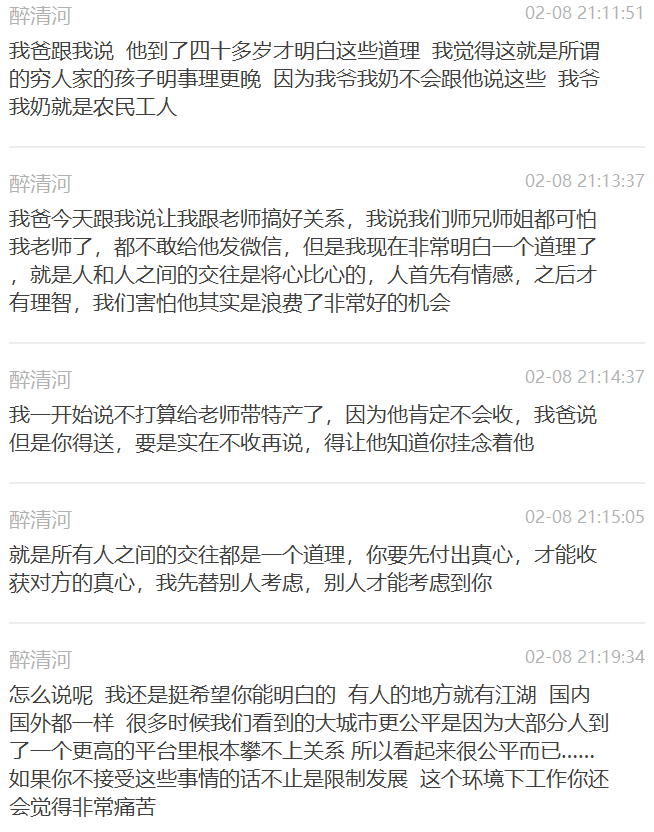 醉清河 02-08 21:11:51
我爸跟我说  他到了四十多岁才明白这些道理  我觉得这就是所谓
的穷人家的孩子明事理更晚  因为我爷我奶不会跟他说这些  我爷
我奶就是农民工人
醉清河 02-08 21:13:37
我爸今天跟我说让我跟老师搞好关系，我说我们师兄师姐都可怕
我老师了，都不敢给他发微信，但是我现在非常明白一个道理了
，就是人和人之间的交往是将心比心的，人首先有情感，之后才
有理智，我们害怕他其实是浪费了非常好的机会
醉清河 02-08 21:14:37
我一开始说不打算给老师带特产了，因为他肯定不会收，我爸说
但是你得送，要是实在不收再说，得让他知道你挂念着他
醉清河 02-08 21:15:05
就是所有人之间的交往都是一个道理，你要先付出真心，才能收
获对方的真心，我先替别人考虑，别人才能考虑到你
醉清河 02-08 21:19:34
怎么说呢  我还是挺希望你能明白的  有人的地方就有江湖  国内
国外都一样  很多时候我们看到的大城市更公平是因为大部分人到
了一个更高的平台里根本攀不上关系 所以看起来很公平而已......
如果你不接受这些事情的话不止是限制发展  这个环境下工作你还
会觉得非常痛苦